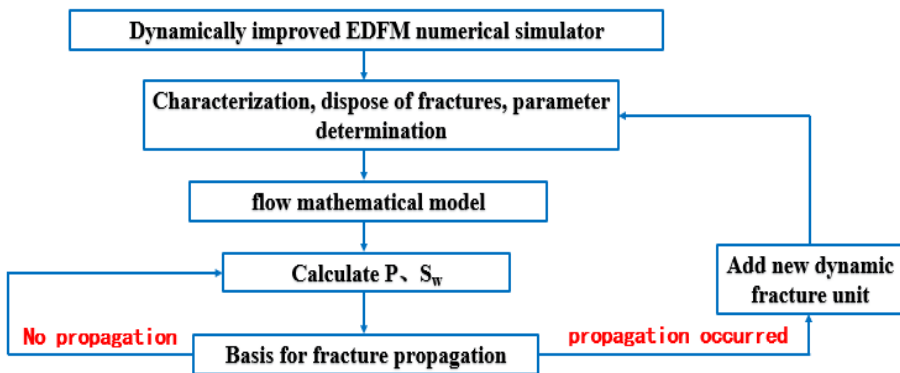 Dynamically improved EDFM numerical simulator
Characterization, dispose of fractures, parameter
determination
flow mathematical model
Calculate P、Sw
Add new dynamic
fracture unit
No propagation
propagation occurred
Basis for fracture propagation